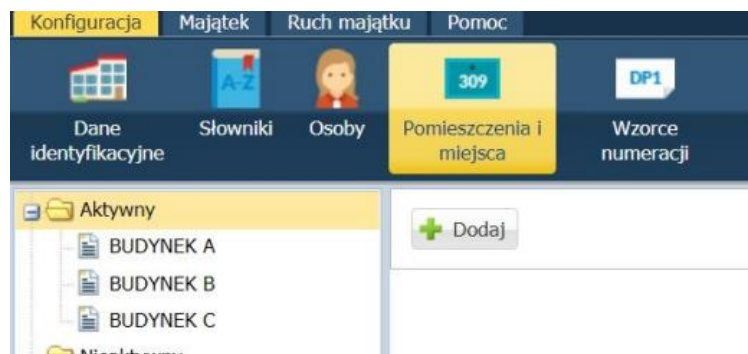 Konfiguracja Majątek Ruch majątku Pomoc
309
A-Z
DP1
Dane identyfikacyjne
Słowniki
Osoby
Pomieszczenia i miejsca
Wzorce numeracji
Aktywny
BUDYNEK A
BUDYNEK B
BUDYNEK C
Dodaj